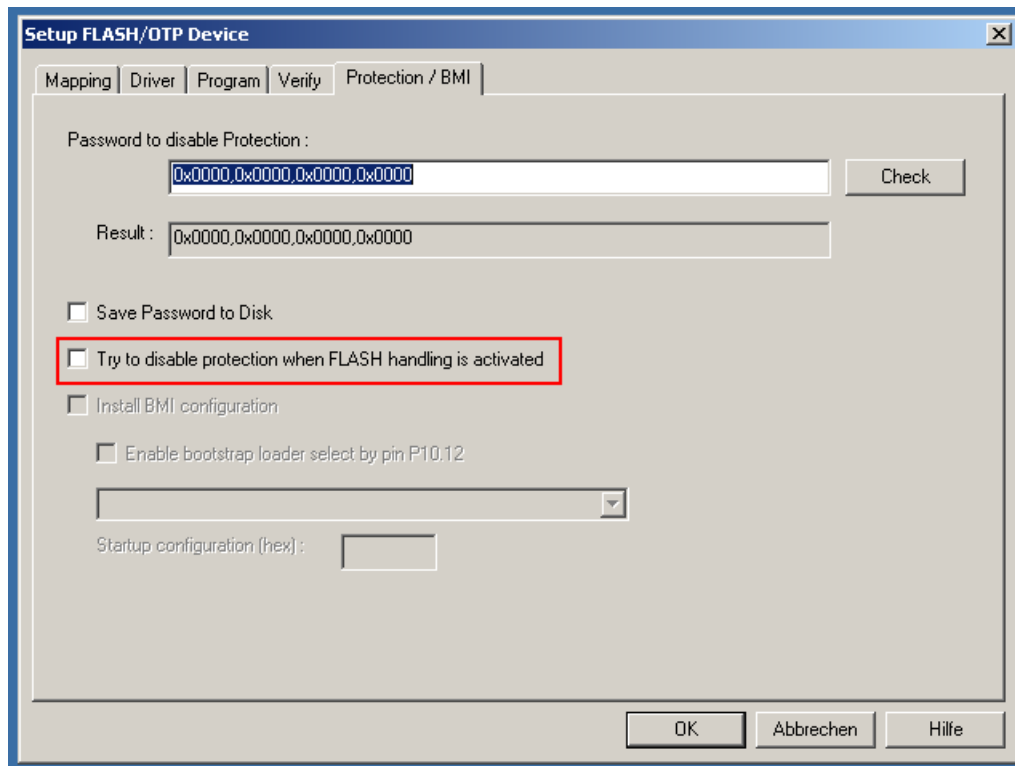 Setup FLASH/OTP Device
Mapping Driver Program Verify Protection / BMI
Password to disable Protection :
0x0000,0x0000,0x0000,0x0000 Check
Result : 0x0000,0x0000,0x0000,0x0000
Save Password to Disk
Try to disable protection when FLASH handling is activated
Install BMI configuration
Enable bootstrap loader select by pin P10.12
Startup configuration (hex) :
OK Abbrechen Hilfe